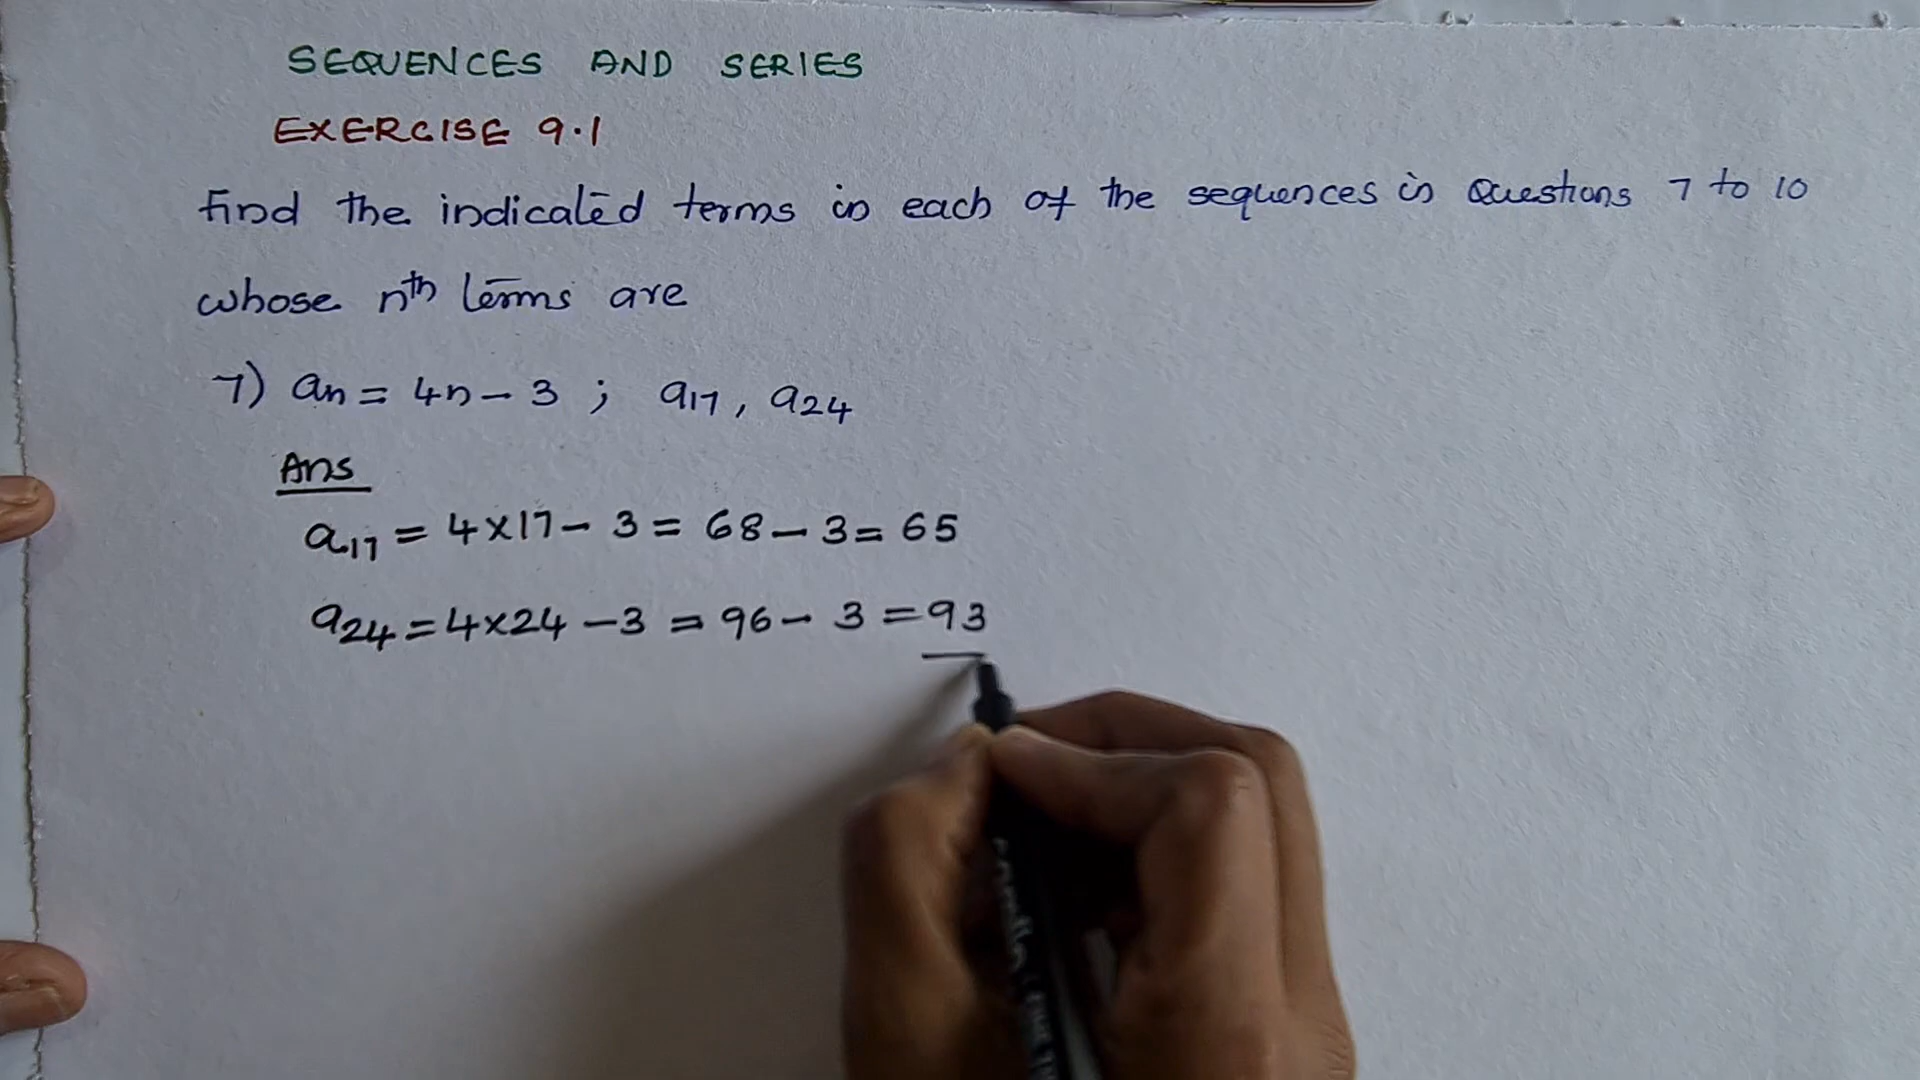 SEQUENCES AND SERIES
EXERCISE 9.1
find the indicated terms in each of the sequences in Questions 7 to 10
whose nth terms are
7) an = 4n - 3 ; a17, a24
Ans
a17 = 4×17 - 3 = 68 - 3 = 65
a24 = 4×24 - 3 = 96 - 3 = 93